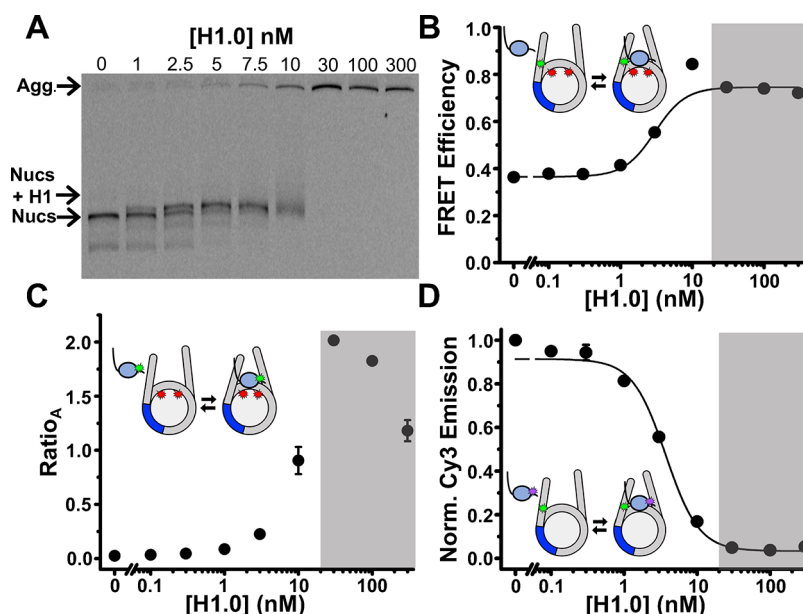 A
[H1.0] nM
0 1 2.5 5 7.5 10 30 100 300
Agg.
Nucs
+ H1
Nucs
B
FRET Efficiency
1.0
0.8
0.6
0.4
0.2
0.0
0 0.1 1 10 100
[H1.0] (nM)
C
Ratio_A
2.0
1.5
1.0
0.5
0.0
0 0.1 1 10 100
[H1.0] (nM)
D
Norm. Cy3 Emission
1.0
0.8
0.6
0.4
0.2
0.0
0 0.1 1 10 100
[H1.0] (nM)